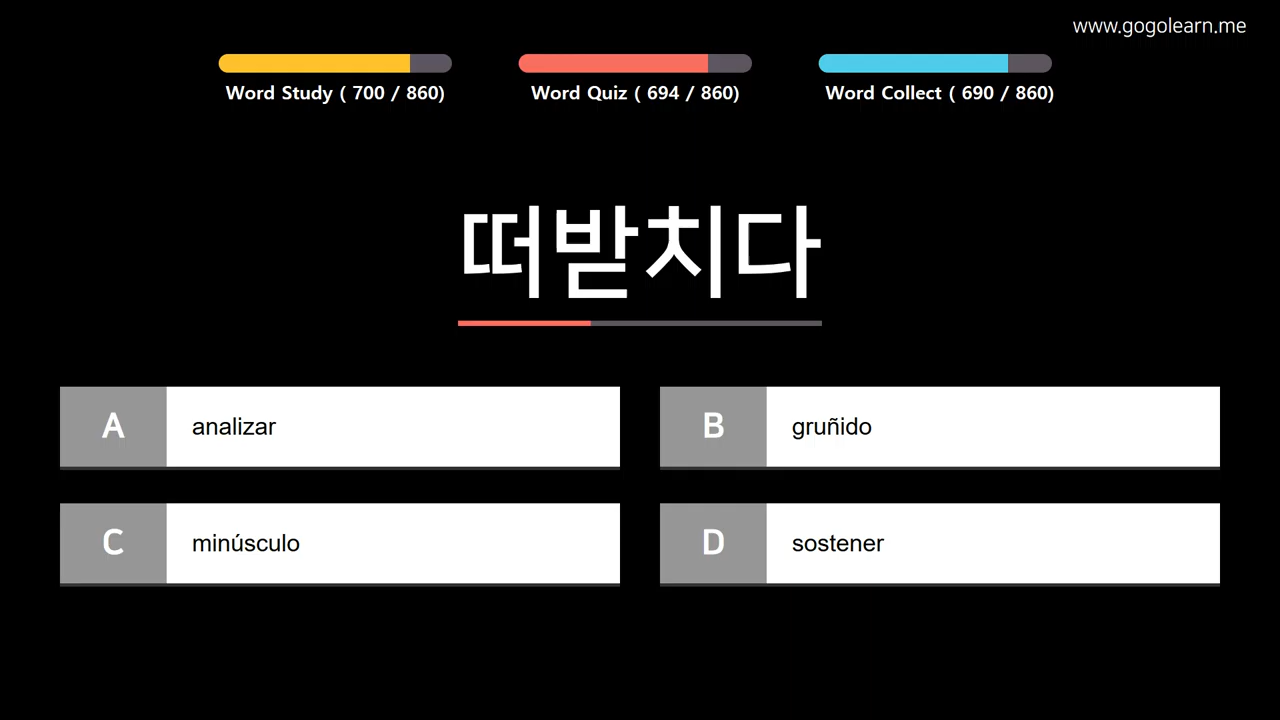 www.gogolearn.me
Word Study ( 700 / 860)
Word Quiz ( 694 / 860)
Word Collect ( 690 / 860)
떠받치다
A analizar
B gruñido
C minúsculo
D sostener